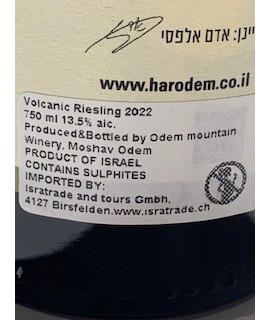 יינן: אדם אלפסי
www.harodem.co.il
Volcanic Riesling 2022
750 ml 13.5% alc.
Produced&Bottled by Odem mountain
Winery, Moshav Odem
PRODUCT OF ISRAEL
CONTAINS SULPHITES
IMPORTED BY:
Isratrade and tours Gmbh,
4127 Birsfelden.www.isratrade.ch